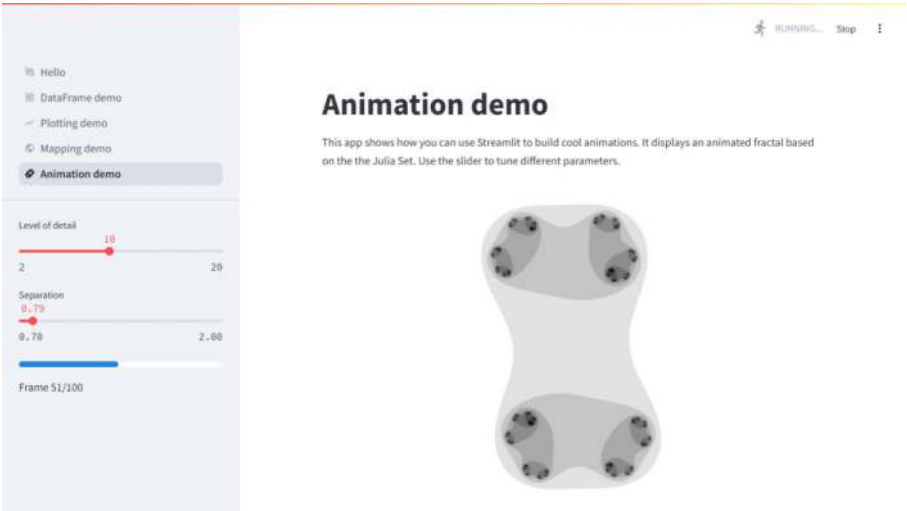 RUNNING...
Stop
Hello
DataFrame demo
Plotting demo
Mapping demo
Animation demo
Level of detail
10
2
20
Separation
0.79
0.70
2.00
Frame 51/100
Animation demo
This app shows how you can use Streamlit to build cool animations. It displays an animated fractal based
on the the Julia Set. Use the slider to tune different parameters.